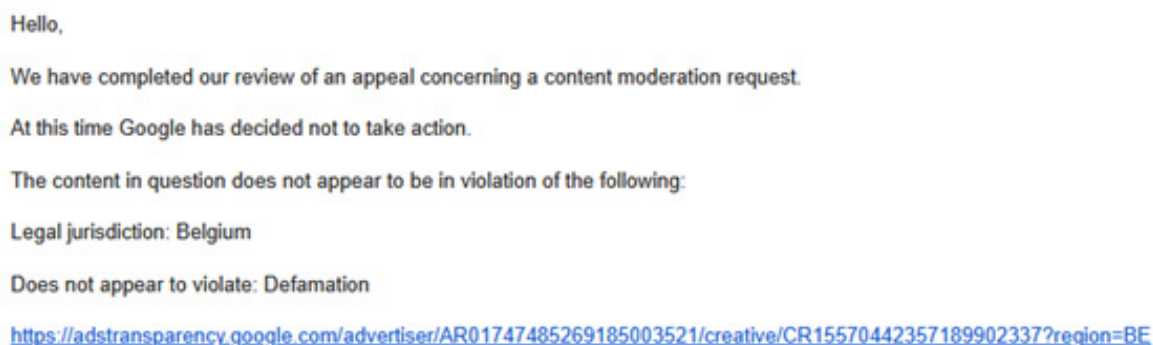 Hello,
We have completed our review of an appeal concerning a content moderation request.
At this time Google has decided not to take action.
The content in question does not appear to be in violation of the following:
Legal jurisdiction: Belgium
Does not appear to violate: Defamation
https://adstransparency.google.com/advertiser/AR01747485269185003521/creative/CR15570442357189902337?region=BE